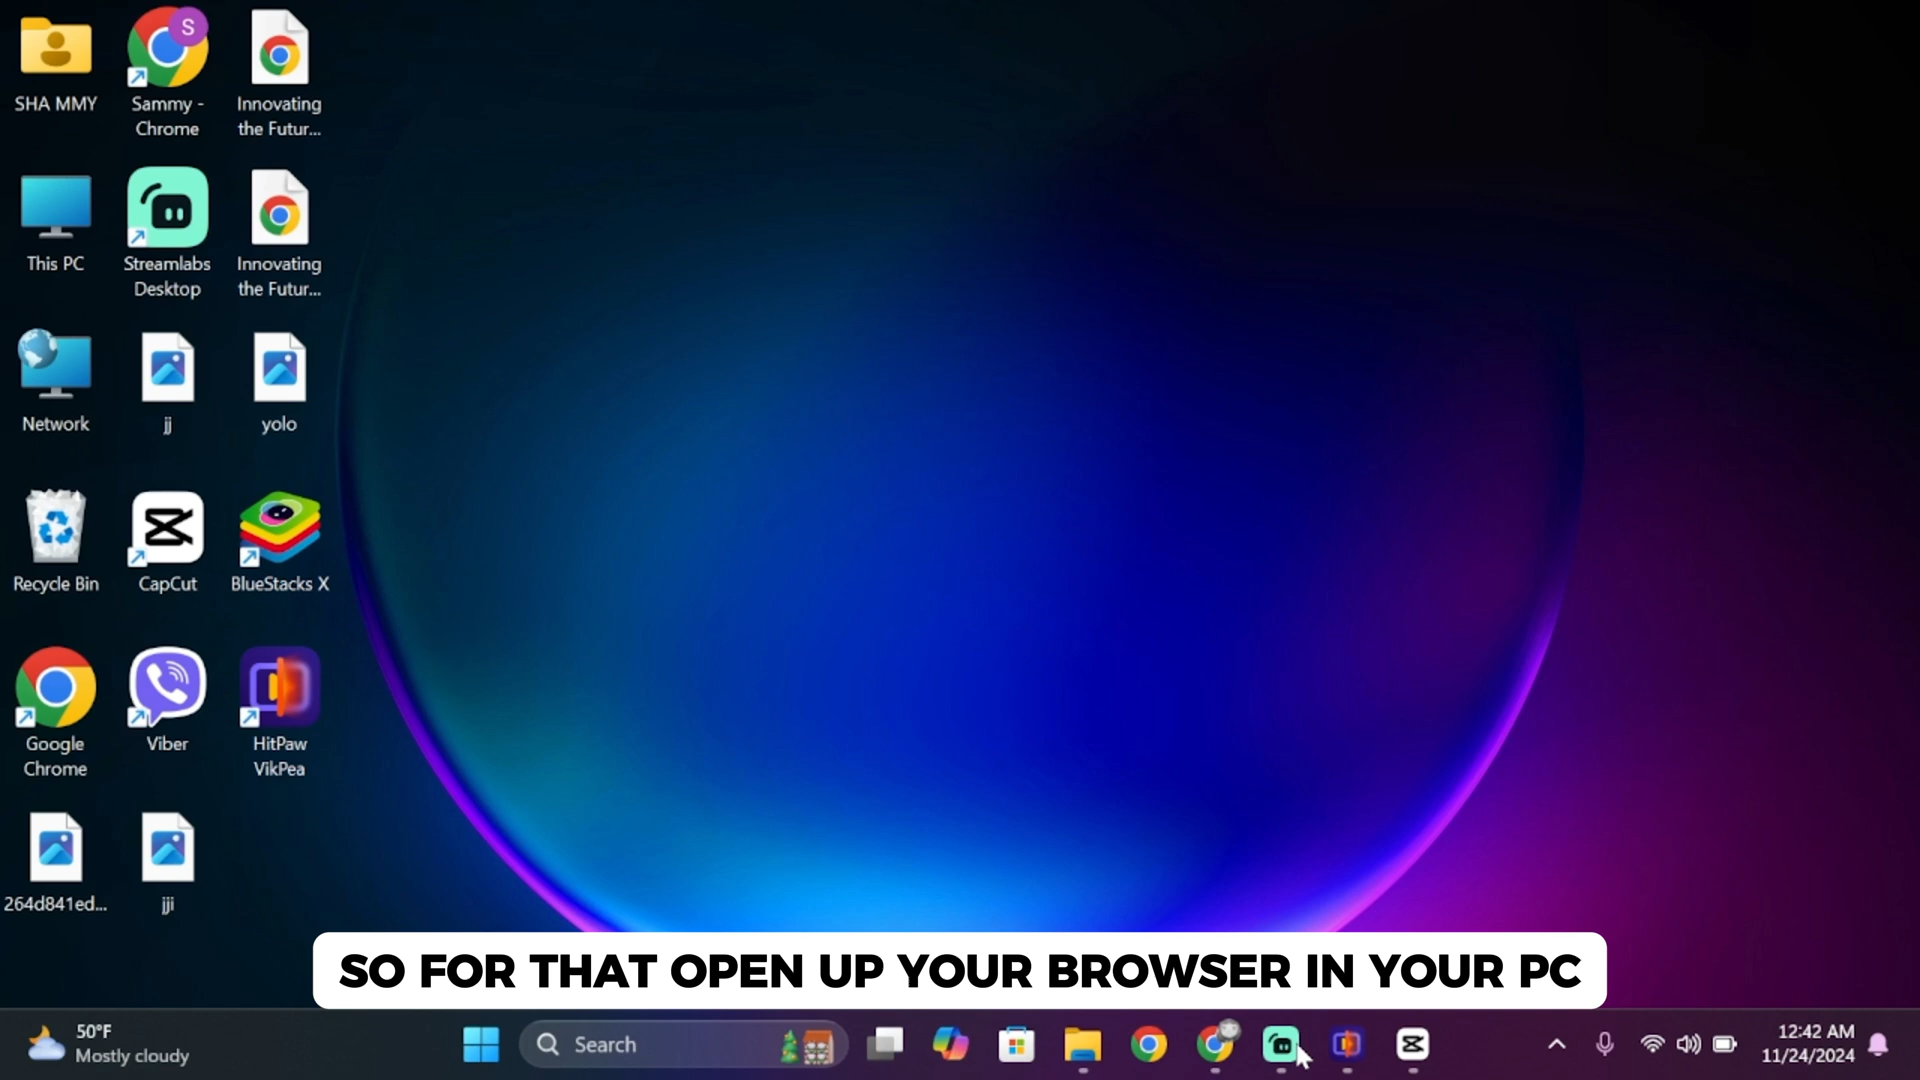 SHA MMY
Sammy -
Chrome
S
Innovating
the Futur...
This PC
Streamlabs
Desktop
Innovating
the Futur...
Network
jj
yolo
Recycle Bin
CapCut
BlueStacks X
Google
Chrome
Viber
HitPaw
VikPea
264d841ed...
jji
SO FOR THAT OPEN UP YOUR BROWSER IN YOUR PC
50°F
Mostly cloudy
Search
12:42 AM
11/24/2024